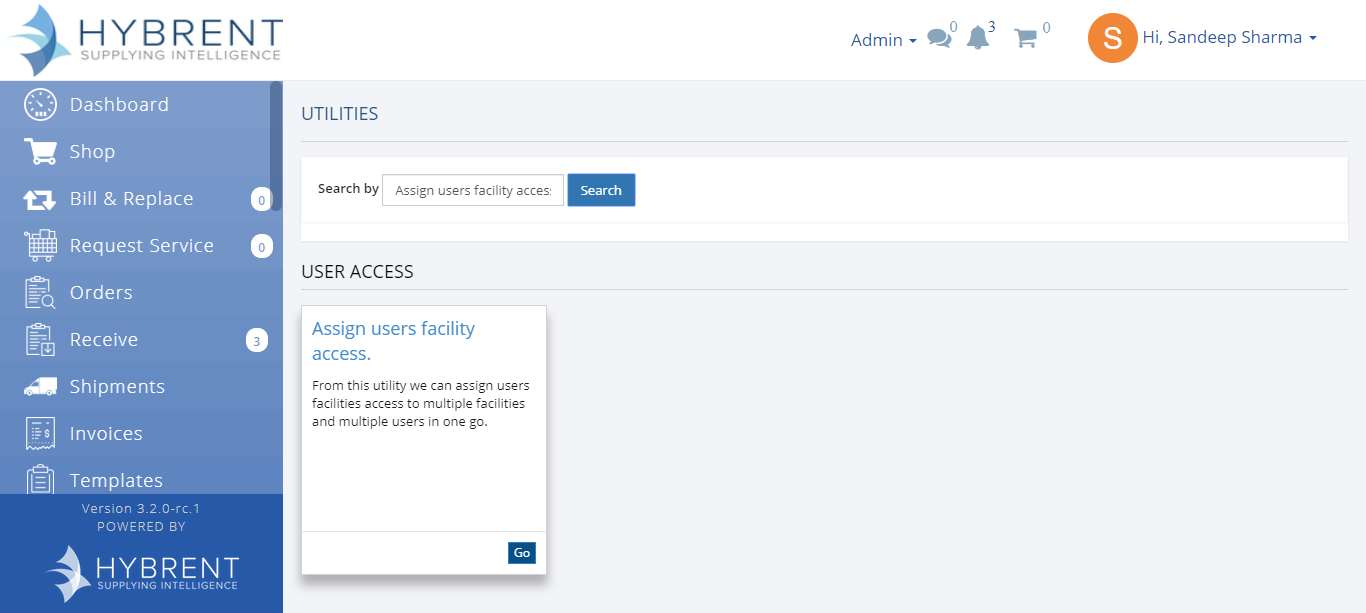 HYBRENT
SUPPLYING INTELLIGENCE
Admin
0
3
0
S
Hi, Sandeep Sharma
Dashboard
Shop
Bill & Replace
0
Request Service
0
Orders
Receive
3
Shipments
Invoices
Templates
Version 3.2.0-rc.1
POWERED BY
HYBRENT
SUPPLYING INTELLIGENCE
UTILITIES
Search by
Assign users facility acces
Search
USER ACCESS
Assign users facility
access.
From this utility we can assign users
facilities access to multiple facilities
and multiple users in one go.
Go